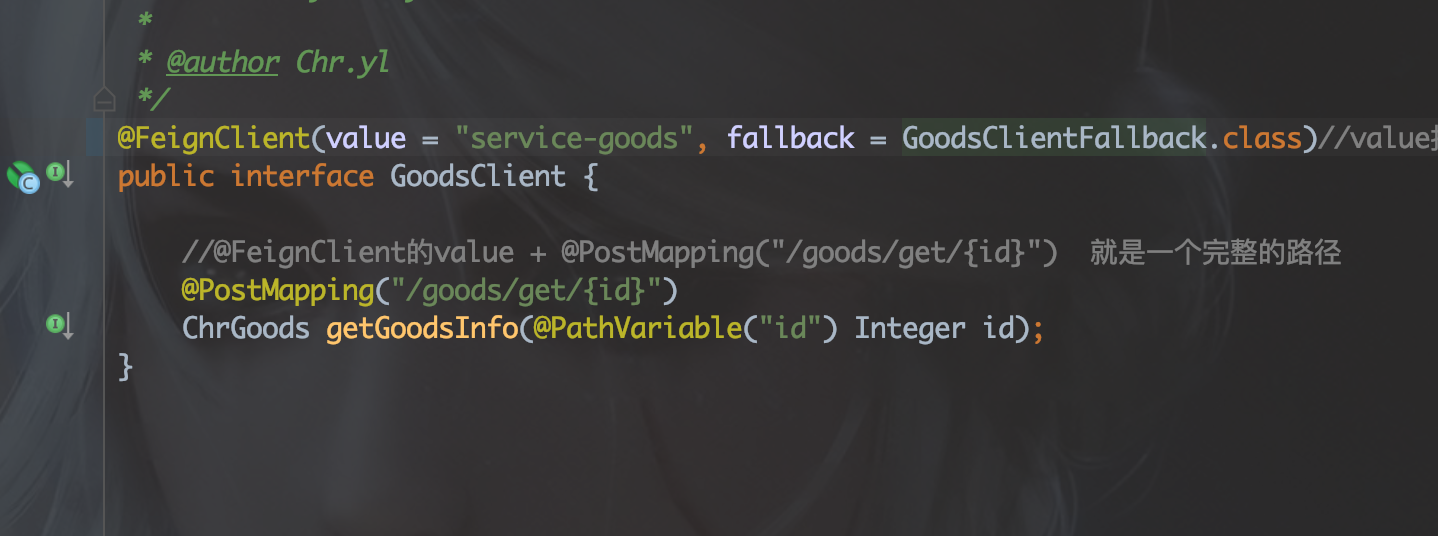 *
* @author Chr.yl
*/
@FeignClient(value = "service-goods", fallback = GoodsClientFallback.class)//value
public interface GoodsClient {
//@FeignClient的value + @PostMapping("/goods/get/{id}")  就是一个完整的路径
@PostMapping("/goods/get/{id}")
ChrGoods getGoodsInfo(@PathVariable("id") Integer id);
}